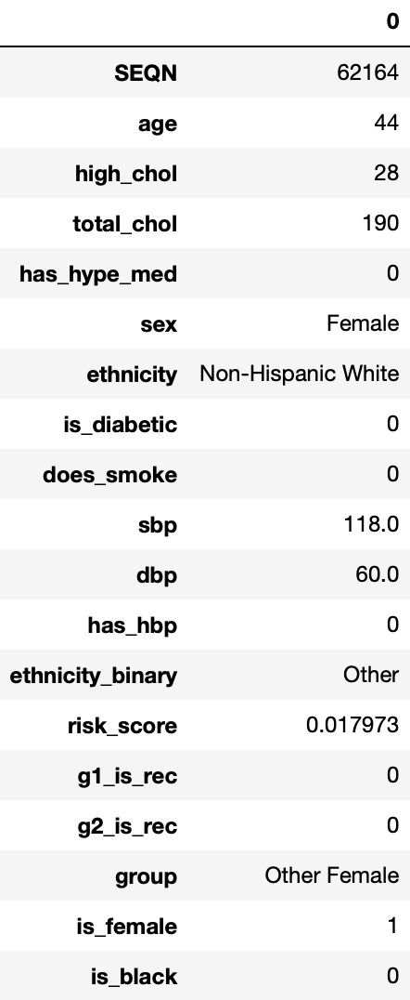 0
SEQN 62164
age 44
high_chol 28
total_chol 190
has_hype_med 0
sex Female
ethnicity Non-Hispanic White
is_diabetic 0
does_smoke 0
sbp 118.0
dbp 60.0
has_hbp 0
ethnicity_binary Other
risk_score 0.017973
g1_is_rec 0
g2_is_rec 0
group Other Female
is_female 1
is_black 0